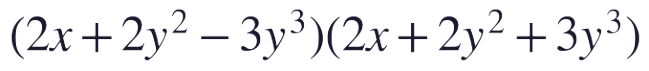 (2x + 2y² − 3y³)(2x + 2y² + 3y³)